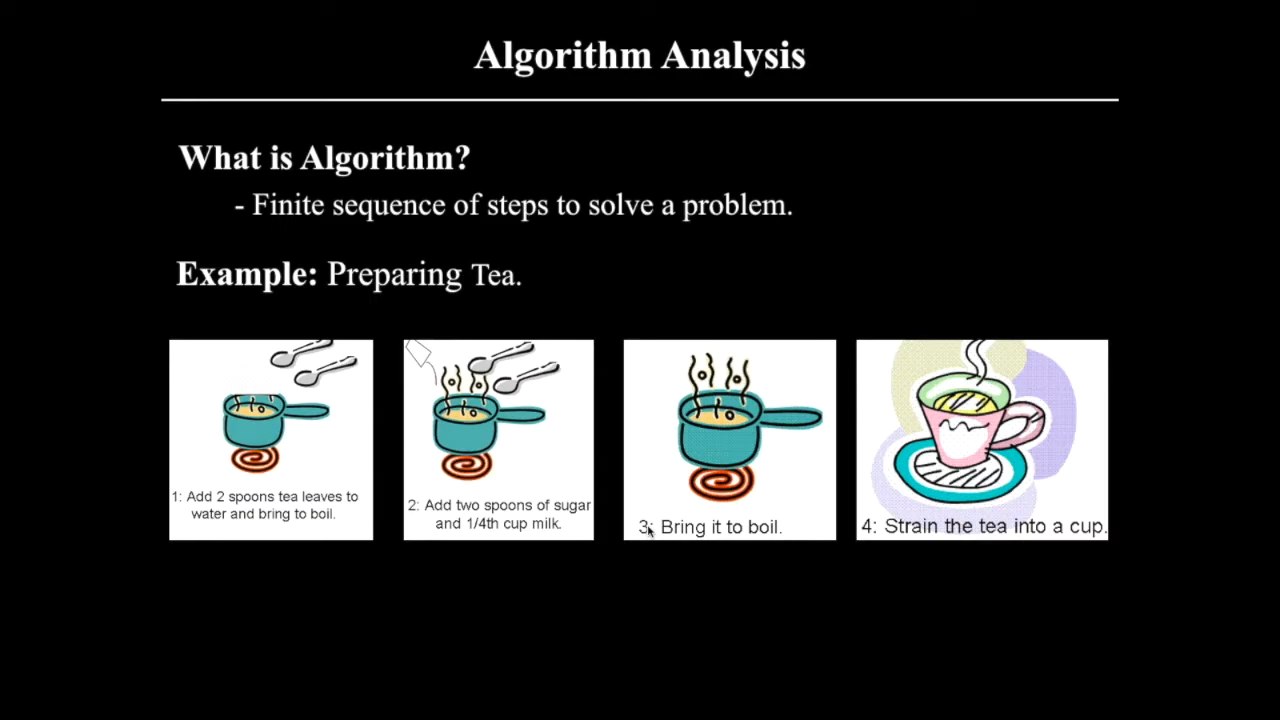 Algorithm Analysis
What is Algorithm?
- Finite sequence of steps to solve a problem.
Example: Preparing Tea.
1: Add 2 spoons tea leaves to
water and bring to boil.
2: Add two spoons of sugar
and 1/4th cup milk.
3: Bring it to boil.
4: Strain the tea into a cup.